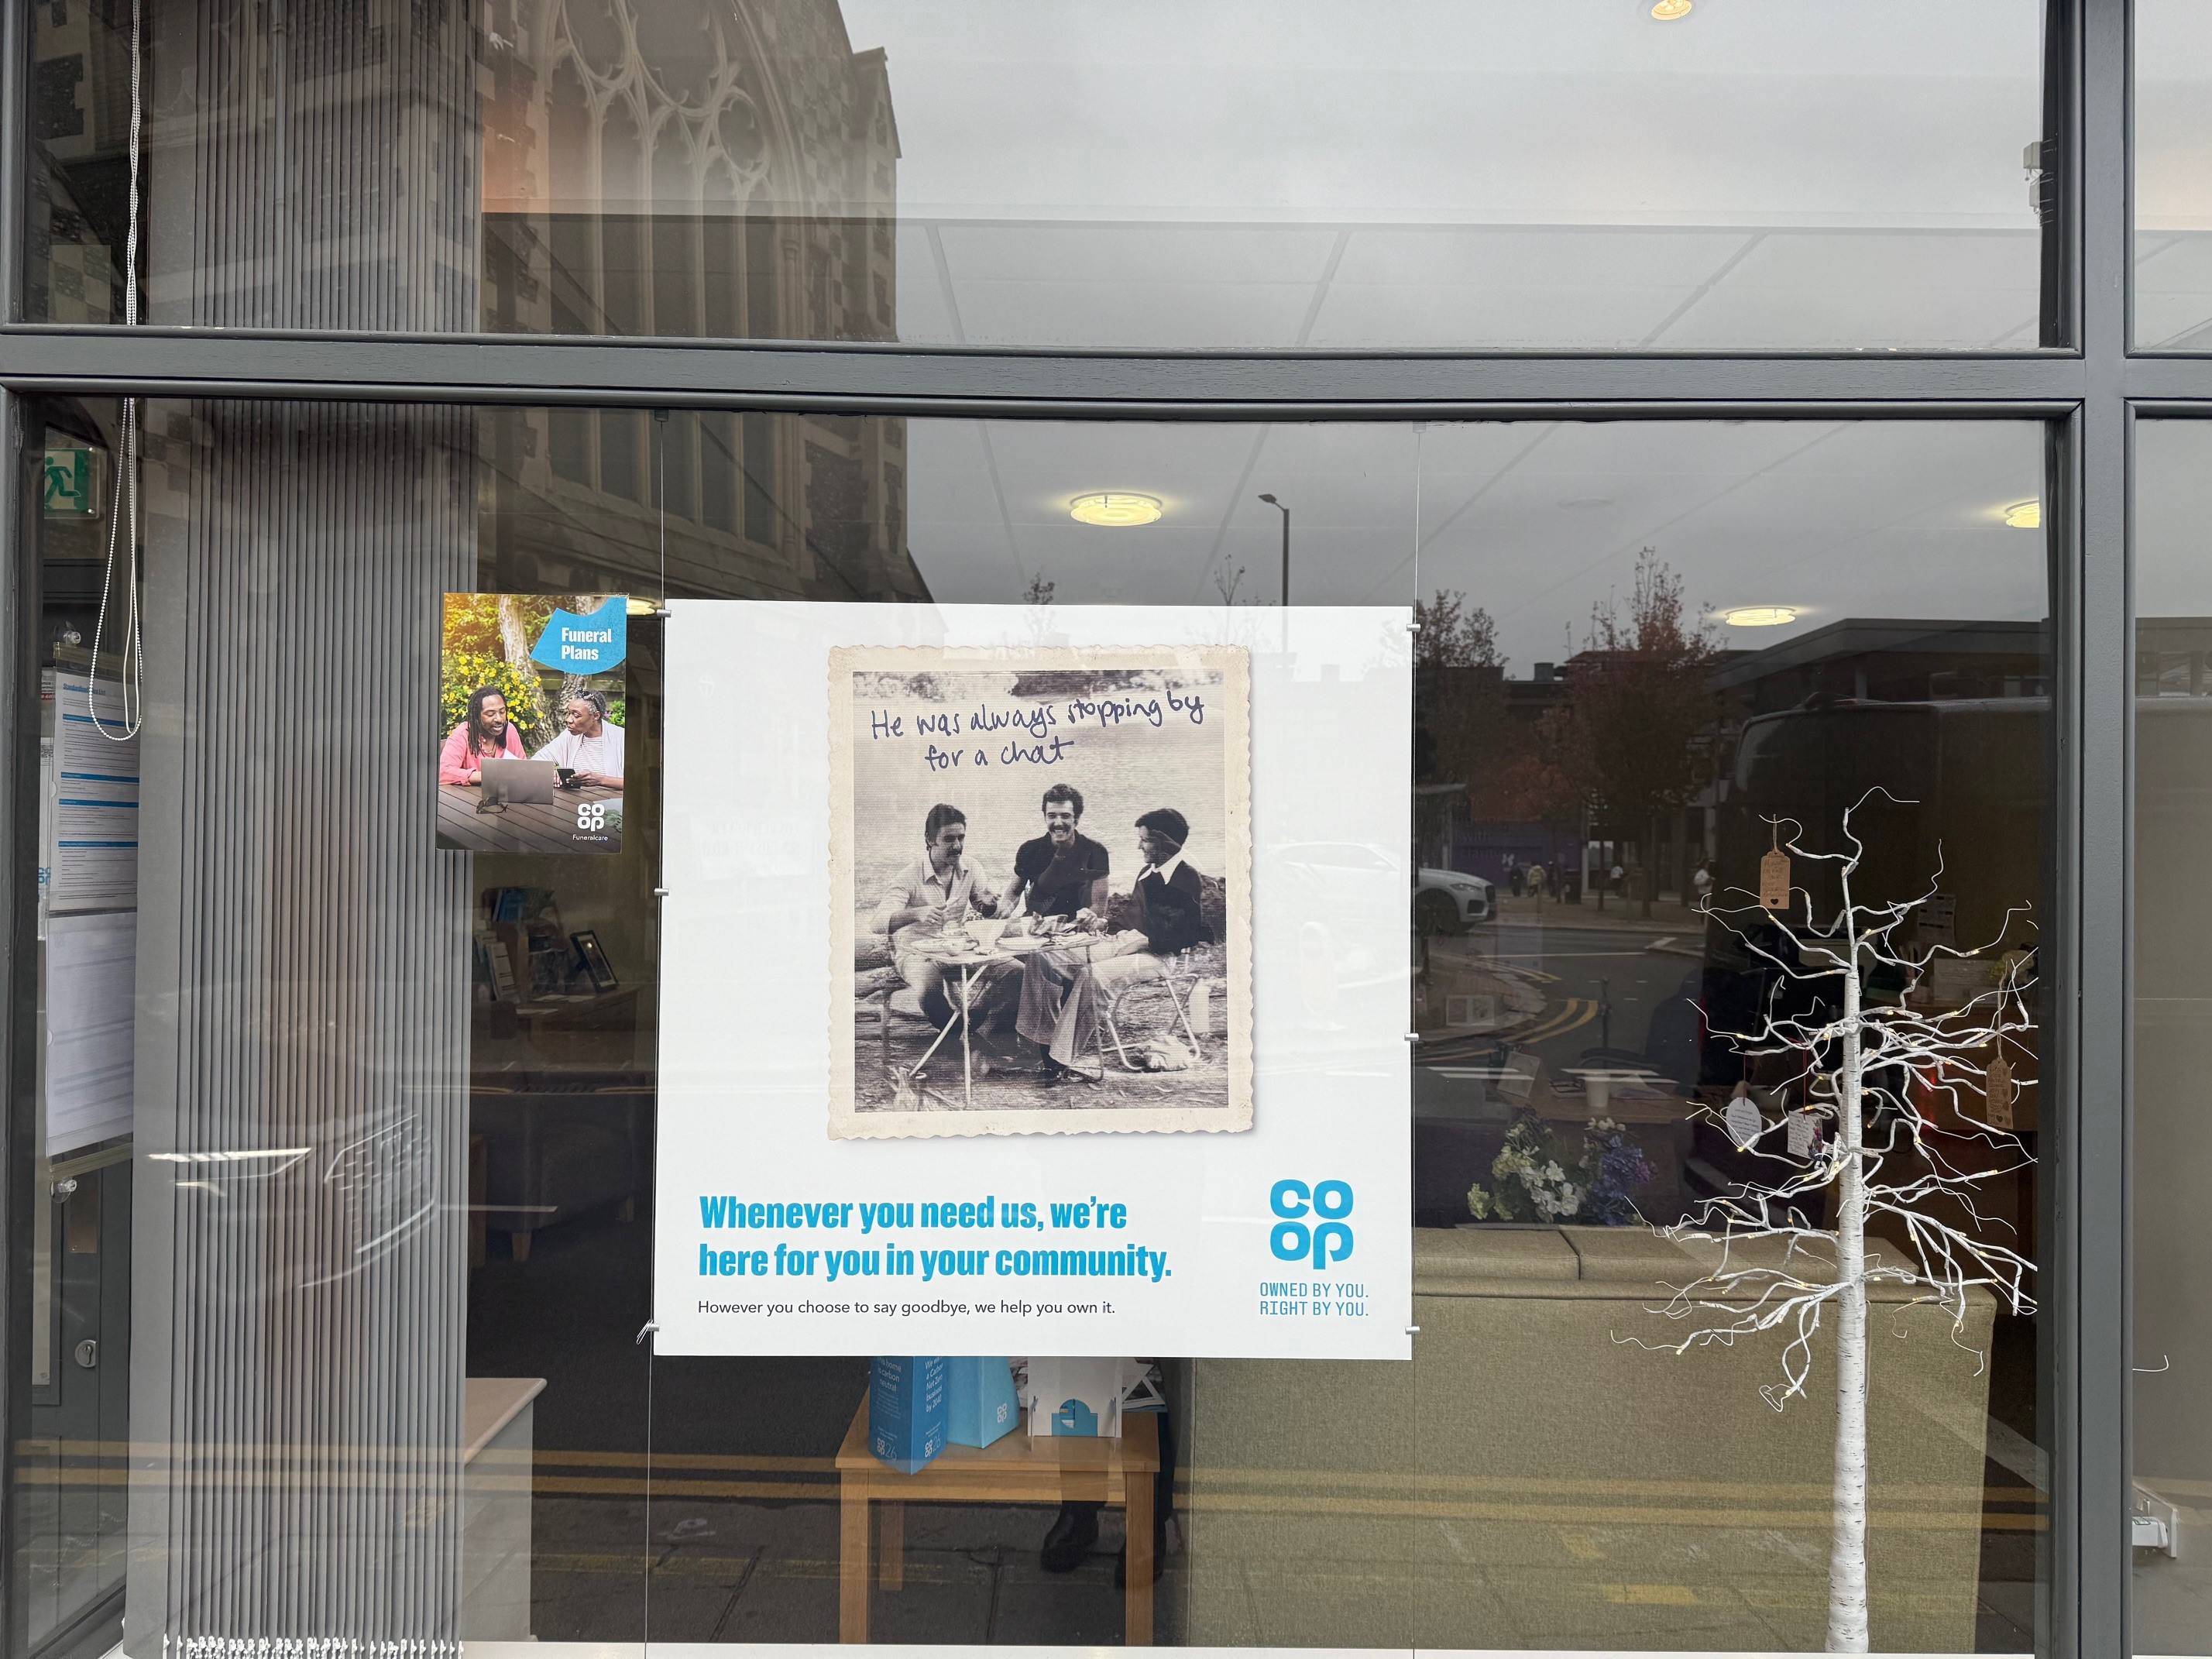 Funeral
Plans
co
op
Funeralcare
He was always stopping by
for a chat
Whenever you need us, we're
here for you in your community.
However you choose to say goodbye, we help you own it.
co
op
OWNED BY YOU.
RIGHT BY YOU.
co
op